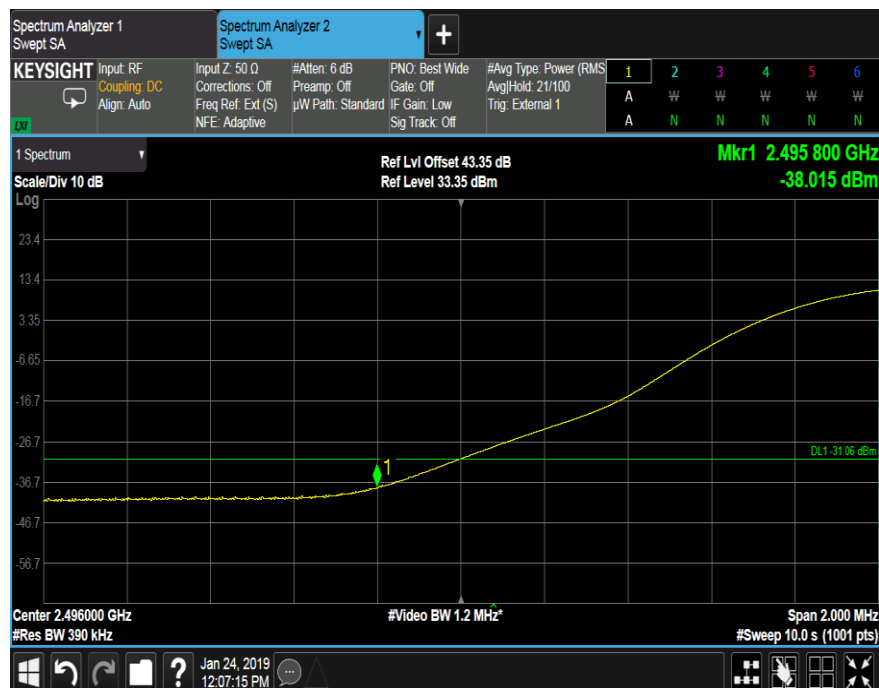 Spectrum Analyzer 1
Swept SA
Spectrum Analyzer 2
Swept SA
+
KEYSIGHT
LXI
Input: RF
Coupling: DC
Align: Auto
Input Z: 50 Ω
Corrections: Off
Freq Ref: Ext (S)
NFE: Adaptive
#Atten: 6 dB
Preamp: Off
µW Path: Standard
PNO: Best Wide
Gate: Off
IF Gain: Low
Sig Track: Off
#Avg Type: Power (RMS
Avg|Hold: 21/100
Trig: External 1
1 2 3 4 5 6
A W W W W W
A N N N N N
1 Spectrum
Scale/Div 10 dB
Log
Ref Lvl Offset 43.35 dB
Ref Level 33.35 dBm
Mkr1 2.495 800 GHz
-38.015 dBm
23.4
13.4
3.35
-6.65
-16.7
-26.7
-36.7
-46.7
-56.7
1
DL1 -31.06 dBm
Center 2.496000 GHz
#Res BW 390 kHz
#Video BW 1.2 MHz*
Span 2.000 MHz
#Sweep 10.0 s (1001 pts)
?
Jan 24, 2019
12:07:15 PM